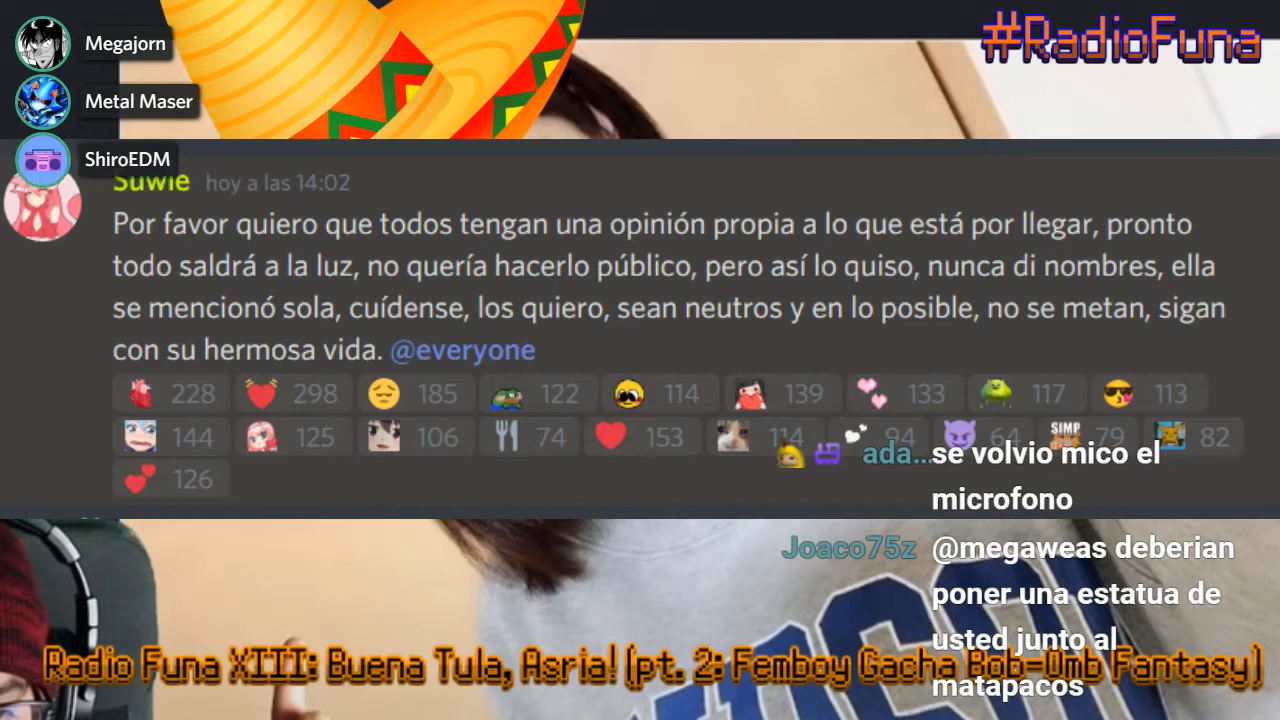 Megajorn
#RadioFuna
Metal Maser
ShiroEDM
Suwie hoy a las 14:02
Por favor quiero que todos tengan una opinión propia a lo que está por llegar, pronto
todo saldrá a la luz, no quería hacerlo público, pero así lo quiso, nunca di nombres, ella
se mencionó sola, cuídense, los quiero, sean neutros y en lo posible, no se metan, sigan
con su hermosa vida. @everyone
228 298 185 122 114 139 133 117 113
144 125 106 74 153 114 94 64 SIMP 79 82
126
ada... se volvio mico el
microfono
Joaco75z @megaweas deberian
poner una estatua de
usted junto al
matapacos
Radio Funa XIII: Buena Tula, Asria! (pt. 2: Femboy Gacha Bob-Omb Fantasy)